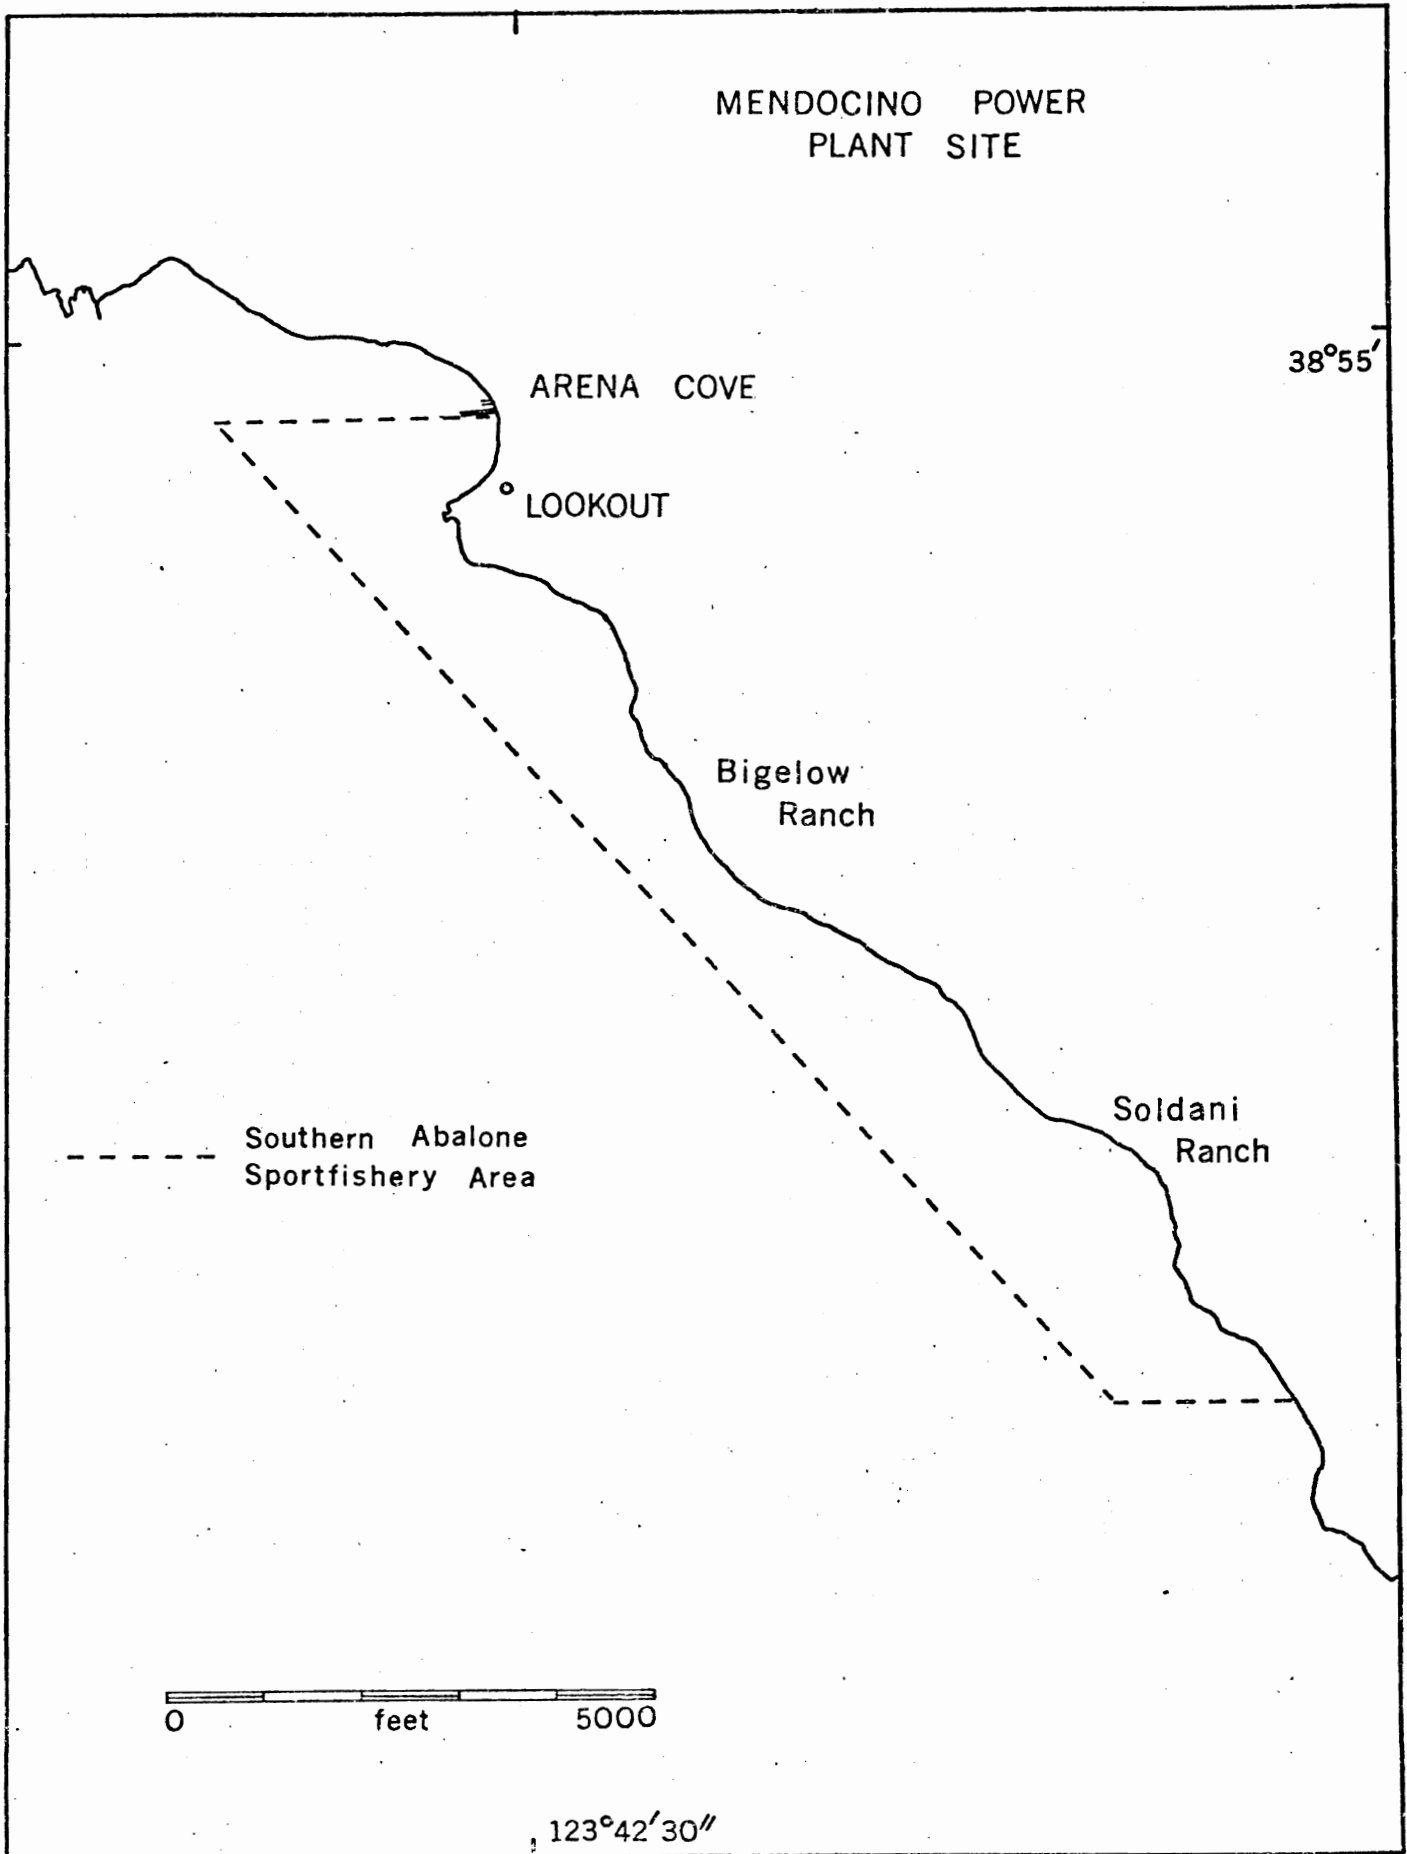 MENDOCINO POWER
PLANT SITE
38°55′
ARENA COVE
LOOKOUT
Bigelow
Ranch
Soldani
Ranch
Southern Abalone
Sportfishery Area
0 feet 5000
123°42′30″